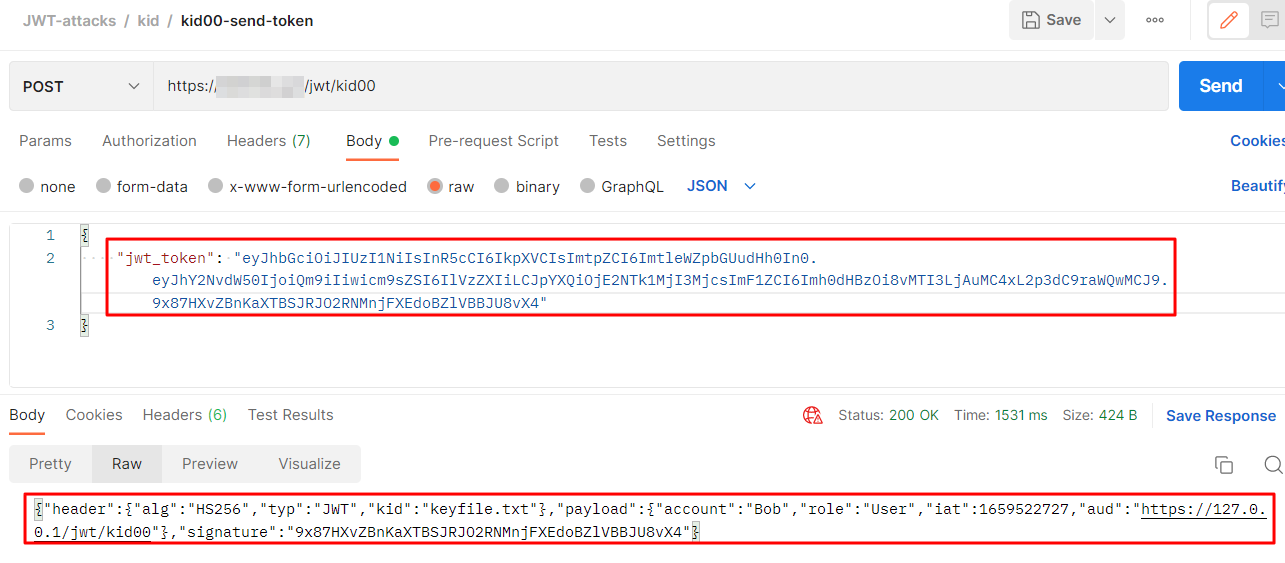 JWT-attacks / kid / kid00-send-token
Save
POST
https://
/jwt/kid00
Send
Params Authorization Headers (7) Body Pre-request Script Tests Settings Cookies
none form-data x-www-form-urlencoded raw binary GraphQL JSON Beautify
1 {
2 "jwt_token": "eyJhbGciOiJIUzI1NiIsInR5cCI6IkpXVCIsImtpZCI6ImtleWZpbGUudHh0In0.
eyJhY2NvdW50IjoiQm9iIiwicm9sZSI6IlVzZXIiLCJpYXQiOjE2NTk1MjI3MjcsImF1ZCI6Imh0dHBzOi8vMTI3LjAuMC4xL2p3dC9raWQwMCJ9.
9x87HXvZBnKaXTBSJRJO2RNMnjFXEdoBZlVBBJU8vX4"
3 }
Body Cookies Headers (6) Test Results Status: 200 OK Time: 1531 ms Size: 424 B Save Response
Pretty Raw Preview Visualize
{"header":{"alg":"HS256","typ":"JWT","kid":"keyfile.txt"},"payload":{"account":"Bob","role":"User","iat":1659522727,"aud":"https://127.0.
0.1/jwt/kid00"},"signature":"9x87HXvZBnKaXTBSJRJO2RNMnjFXEdoBZlVBBJU8vX4"}